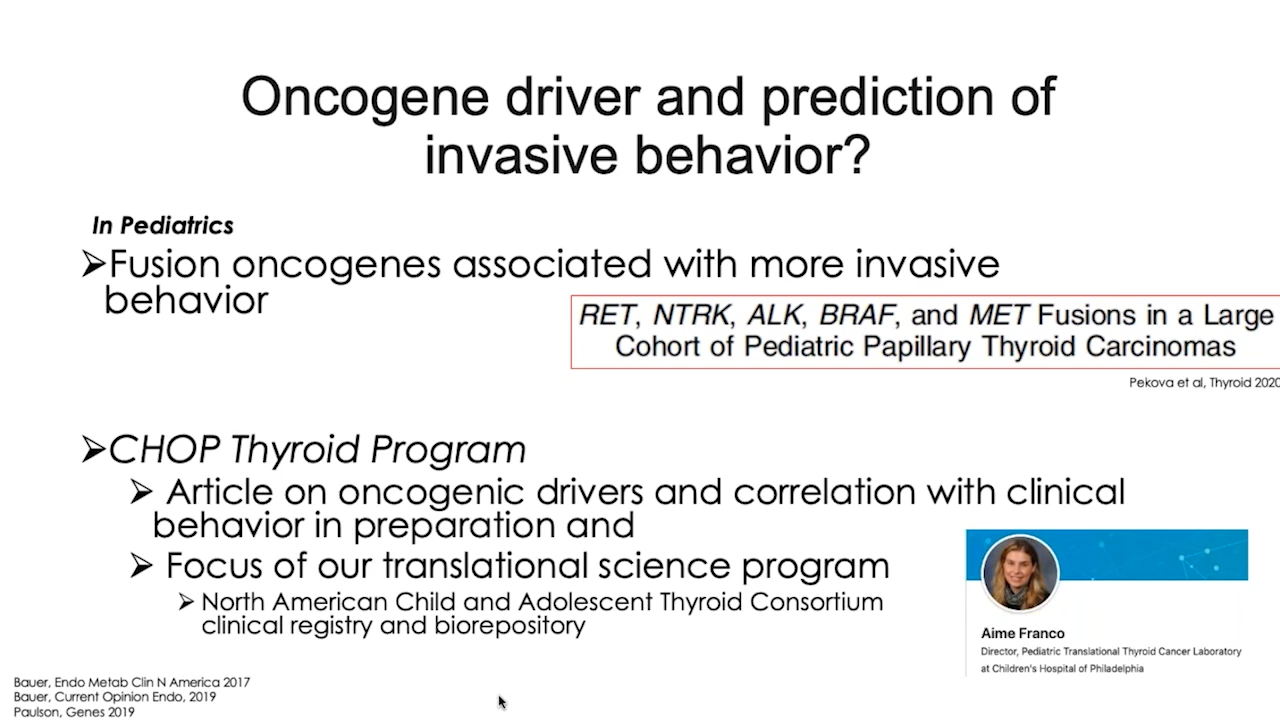 Oncogene driver and prediction of
invasive behavior?
In Pediatrics
➢Fusion oncogenes associated with more invasive
behavior
RET, NTRK, ALK, BRAF, and MET Fusions in a Large
Cohort of Pediatric Papillary Thyroid Carcinomas
Pekova et al, Thyroid 2020
➢CHOP Thyroid Program
➢ Article on oncogenic drivers and correlation with clinical
behavior in preparation and
➢ Focus of our translational science program
➢ North American Child and Adolescent Thyroid Consortium
clinical registry and biorepository
Aime Franco
Director, Pediatric Translational Thyroid Cancer Laboratory
at Children's Hospital of Philadelphia
Bauer, Endo Metab Clin N America 2017
Bauer, Current Opinion Endo, 2019
Paulson, Genes 2019